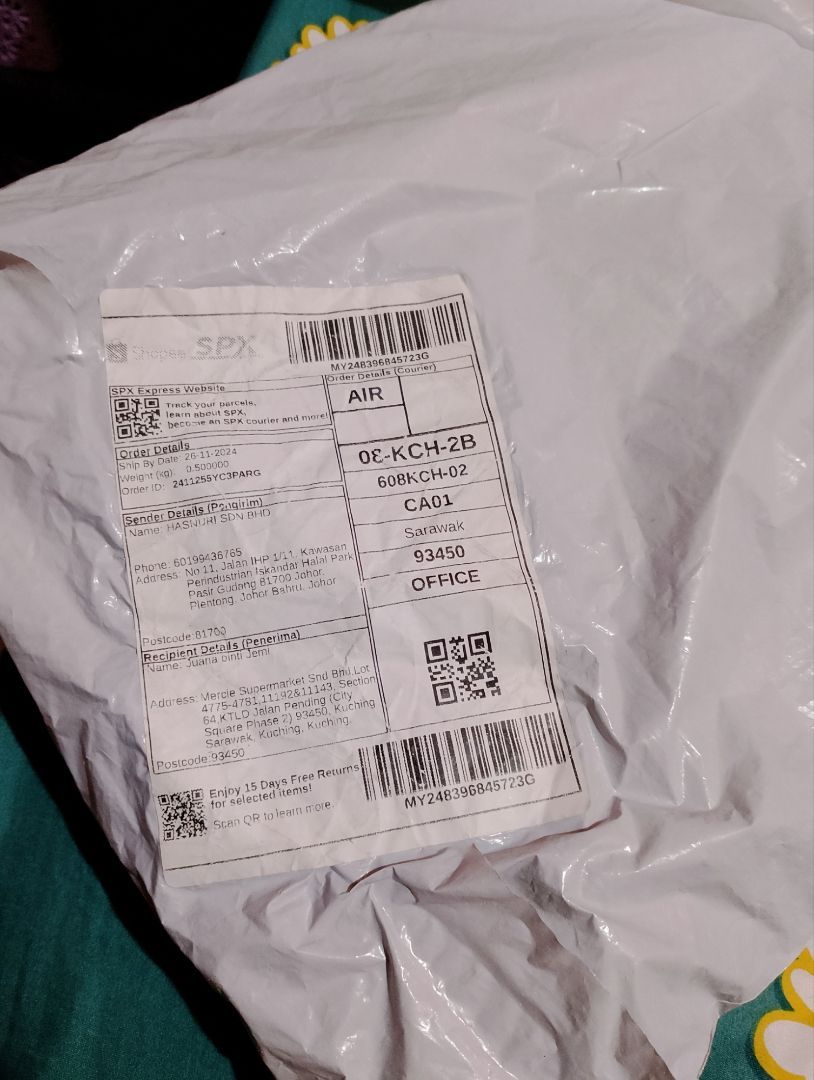 Shopee SPX
MY248396845723G
SPX Express Website
Track your parcels,
learn about SPX,
become an SPX courier and more!
Order Details (Courier)
AIR
Order Details
Ship By Date: 26-11-2024
Weight (kg): 0.500000
Order ID: 2411255YC3PARG
08-KCH-2B
608KCH-02
CA01
Sarawak
93450
OFFICE
Sender Details (Pengirim)
Name: HASNURI SDN BHD
Phone: 60199436765
Address: No 11, Jalan IHP 1/11, Kawasan
Perindustrian Iskandar Halal Park
Pasir Gudang 81700 Johor,
Plentong, Johor Bahru, Johor
Postcode: 81700
Recipient Details (Penerima)
Name: Juana binti Jemi
Address: Mercie Supermarket Snd Bhd,Lot
4775-4781,11192&11143, Section
64,KTLD Jalan Pending (City
Square Phase 2) 93450, Kuching
Sarawak, Kuching, Kuching,
Postcode: 93450
Enjoy 15 Days Free Returns
for selected items!
Scan QR to learn more.
MY248396845723G